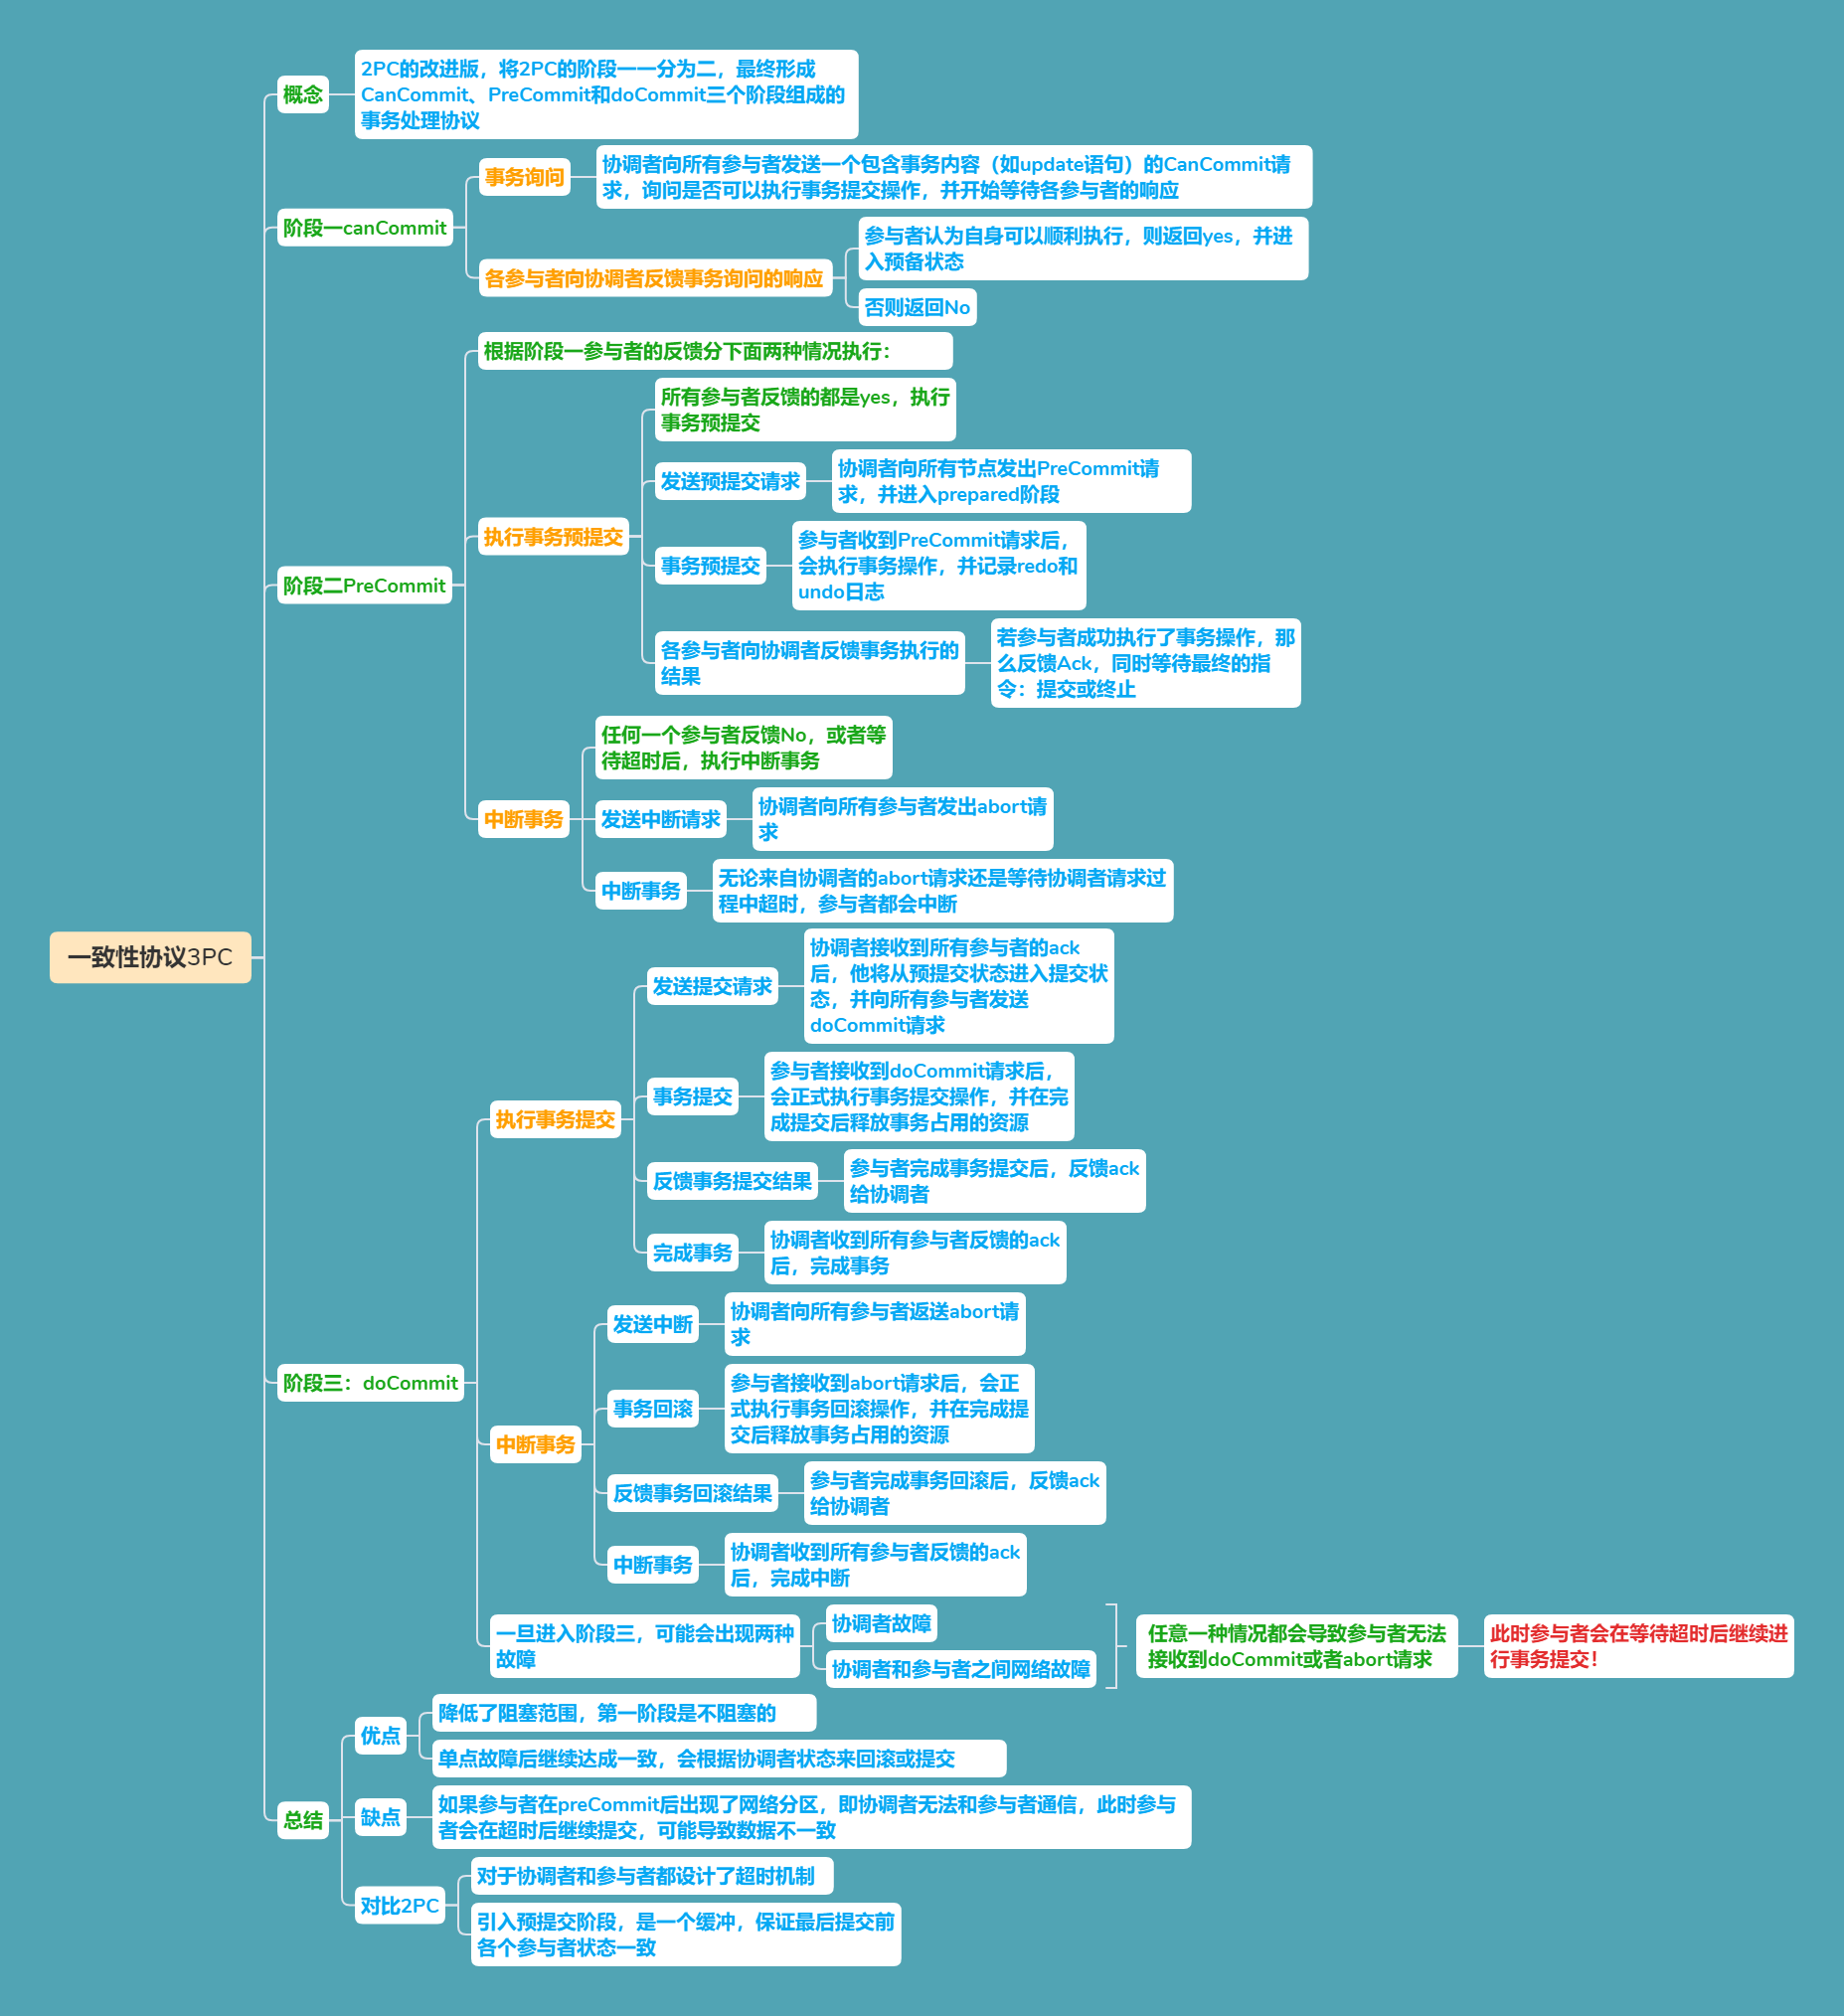 一致性协议3PC
概念
2PC的改进版，将2PC的阶段一一分为二，最终形成
CanCommit、PreCommit和doCommit三个阶段组成的
事务处理协议
阶段一canCommit
事务询问
协调者向所有参与者发送一个包含事务内容（如update语句）的CanCommit请
求，询问是否可以执行事务提交操作，并开始等待各参与者的响应
各参与者向协调者反馈事务询问的响应
参与者认为自身可以顺利执行，则返回yes，并进
入预备状态
否则返回No
阶段二PreCommit
根据阶段一参与者的反馈分下面两种情况执行：
执行事务预提交
所有参与者反馈的都是yes，执行
事务预提交
发送预提交请求
协调者向所有节点发出PreCommit请
求，并进入prepared阶段
事务预提交
参与者收到PreCommit请求后，
会执行事务操作，并记录redo和
undo日志
各参与者向协调者反馈事务执行的
结果
若参与者成功执行了事务操作，那
么反馈Ack，同时等待最终的指
令：提交或终止
中断事务
任何一个参与者反馈No，或者等
待超时后，执行中断事务
发送中断请求
协调者向所有参与者发出abort请
求
中断事务
无论来自协调者的abort请求还是等待协调者请求过
程中超时，参与者都会中断
阶段三：doCommit
执行事务提交
发送提交请求
协调者接收到所有参与者的ack
后，他将从预提交状态进入提交状
态，并向所有参与者发送
doCommit请求
事务提交
参与者接收到doCommit请求后，
会正式执行事务提交操作，并在完
成提交后释放事务占用的资源
反馈事务提交结果
参与者完成事务提交后，反馈ack
给协调者
完成事务
协调者收到所有参与者反馈的ack
后，完成事务
中断事务
发送中断
协调者向所有参与者返送abort请
求
事务回滚
参与者接收到abort请求后，会正
式执行事务回滚操作，并在完成提
交后释放事务占用的资源
反馈事务回滚结果
参与者完成事务回滚后，反馈ack
给协调者
中断事务
协调者收到所有参与者反馈的ack
后，完成中断
一旦进入阶段三，可能会出现两种
故障
协调者故障
协调者和参与者之间网络故障
任意一种情况都会导致参与者无法
接收到doCommit或者abort请求
此时参与者会在等待超时后继续进
行事务提交！
总结
优点
降低了阻塞范围，第一阶段是不阻塞的
单点故障后继续达成一致，会根据协调者状态来回滚或提交
缺点
如果参与者在preCommit后出现了网络分区，即协调者无法和参与者通信，此时参与
者会在超时后继续提交，可能导致数据不一致
对比2PC
对于协调者和参与者都设计了超时机制
引入预提交阶段，是一个缓冲，保证最后提交前
各个参与者状态一致